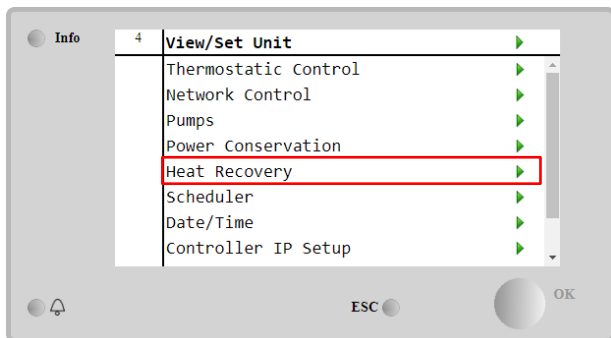 Info
4 View/Set Unit
Thermostatic Control
Network Control
Pumps
Power Conservation
Heat Recovery
Scheduler
Date/Time
Controller IP Setup
ESC
OK